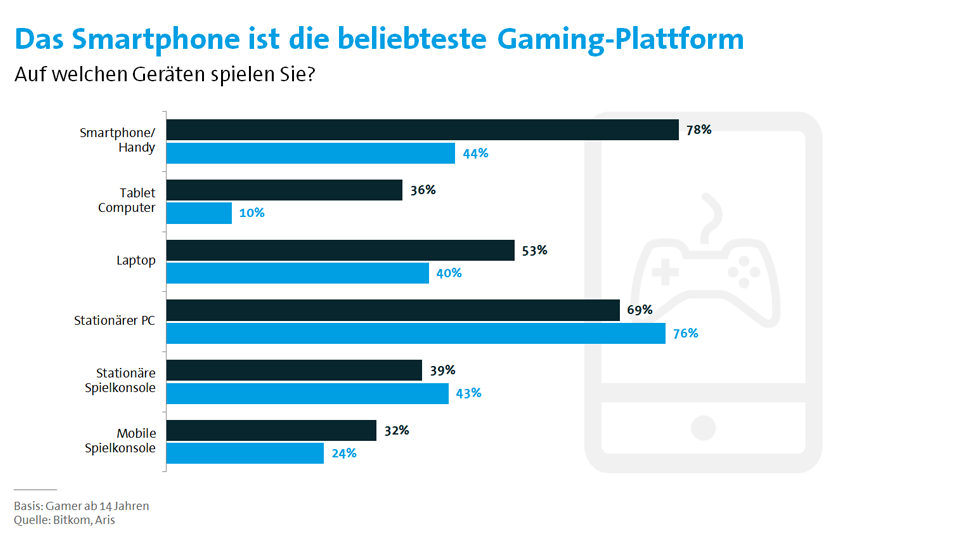 Das Smartphone ist die beliebteste Gaming-Plattform
Auf welchen Geräten spielen Sie?
Smartphone/
Handy
78%
44%
Tablet
Computer
36%
10%
Laptop
53%
40%
Stationärer PC
69%
76%
Stationäre
Spielkonsole
39%
43%
Mobile
Spielkonsole
32%
24%
Basis: Gamer ab 14 Jahren
Quelle: Bitkom, Aris